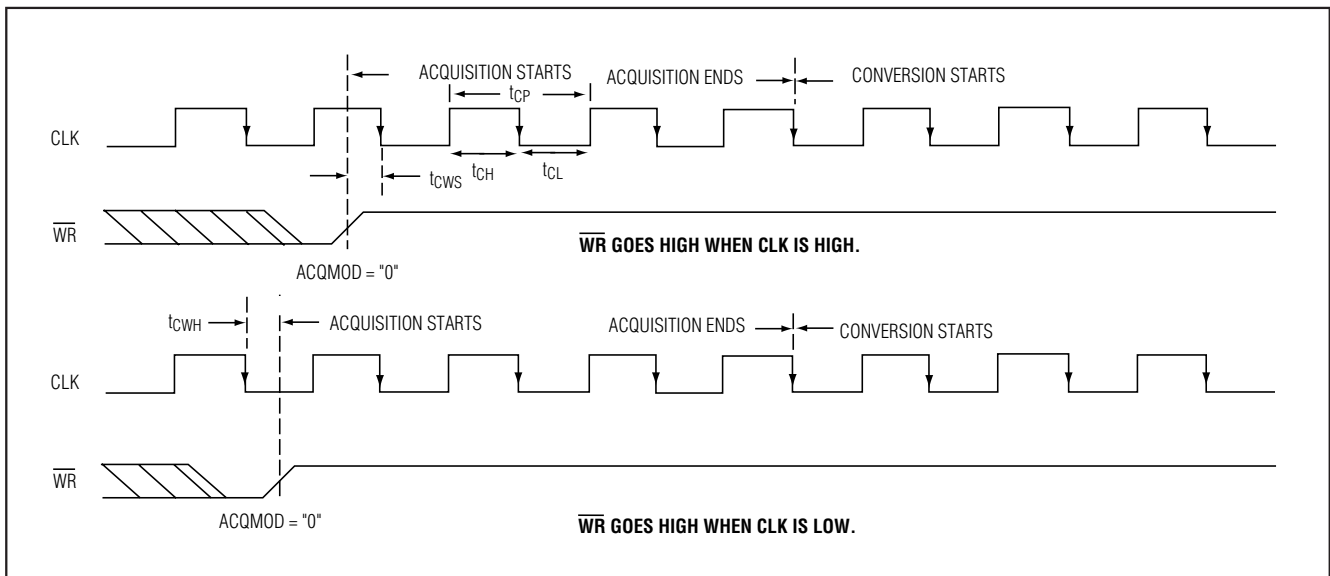 ACQUISITION STARTS
ACQUISITION ENDS
CONVERSION STARTS
tCP
CLK
tCH
tCL
tCWS
WR
WR GOES HIGH WHEN CLK IS HIGH.
ACQMOD = "0"
tCWH
ACQUISITION STARTS
ACQUISITION ENDS
CONVERSION STARTS
CLK
WR
ACQMOD = "0"
WR GOES HIGH WHEN CLK IS LOW.